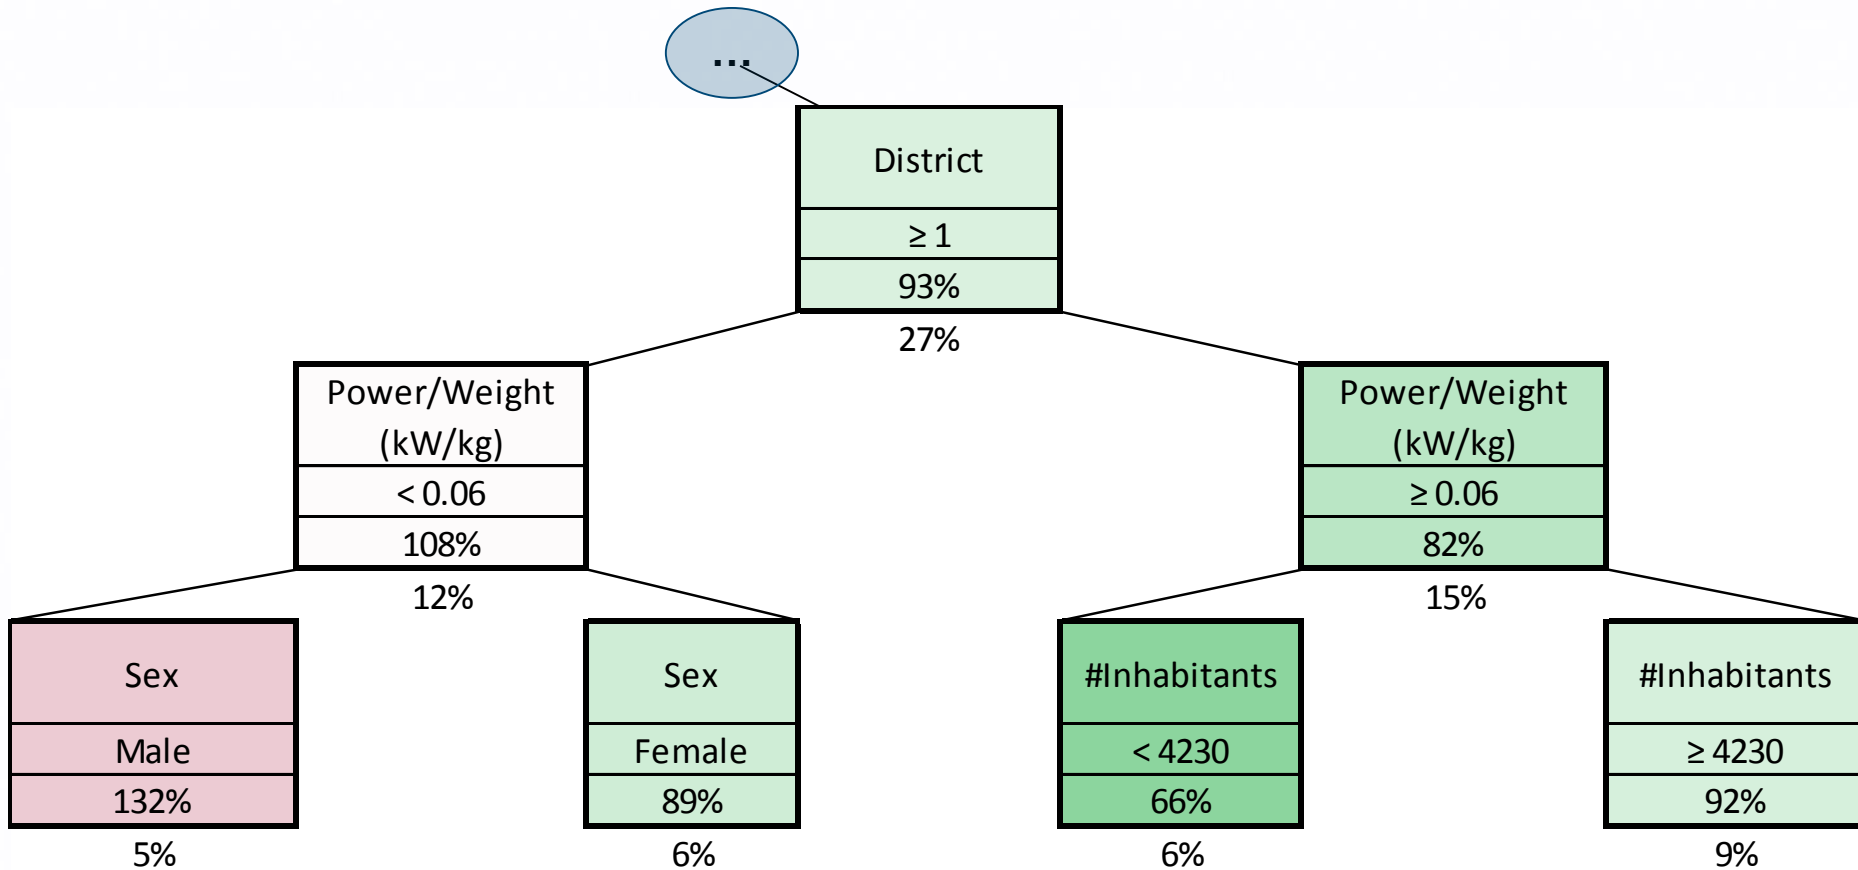 ...
District
≥ 1
93%
27%
Power/Weight
(kW/kg)
< 0.06
108%
12%
Power/Weight
(kW/kg)
≥ 0.06
82%
15%
Sex
Male
132%
5%
Sex
Female
89%
6%
#Inhabitants
< 4230
66%
6%
#Inhabitants
≥ 4230
92%
9%